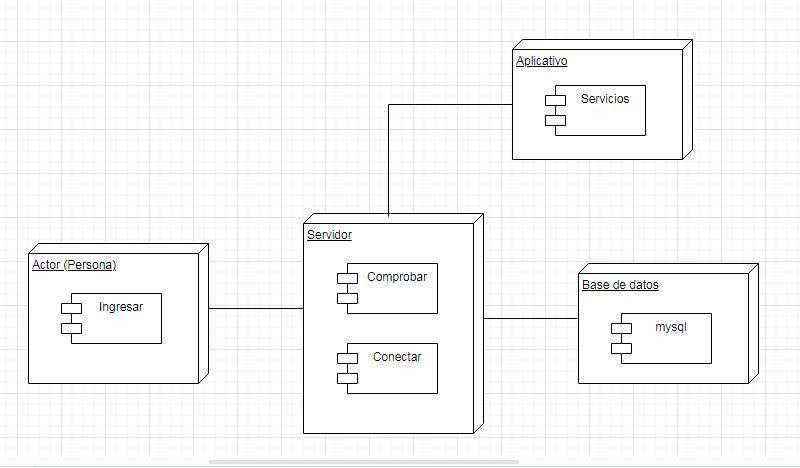 Aplicativo
Servicios
Servidor
Comprobar
Conectar
Actor (Persona)
Ingresar
Base de datos
mysql